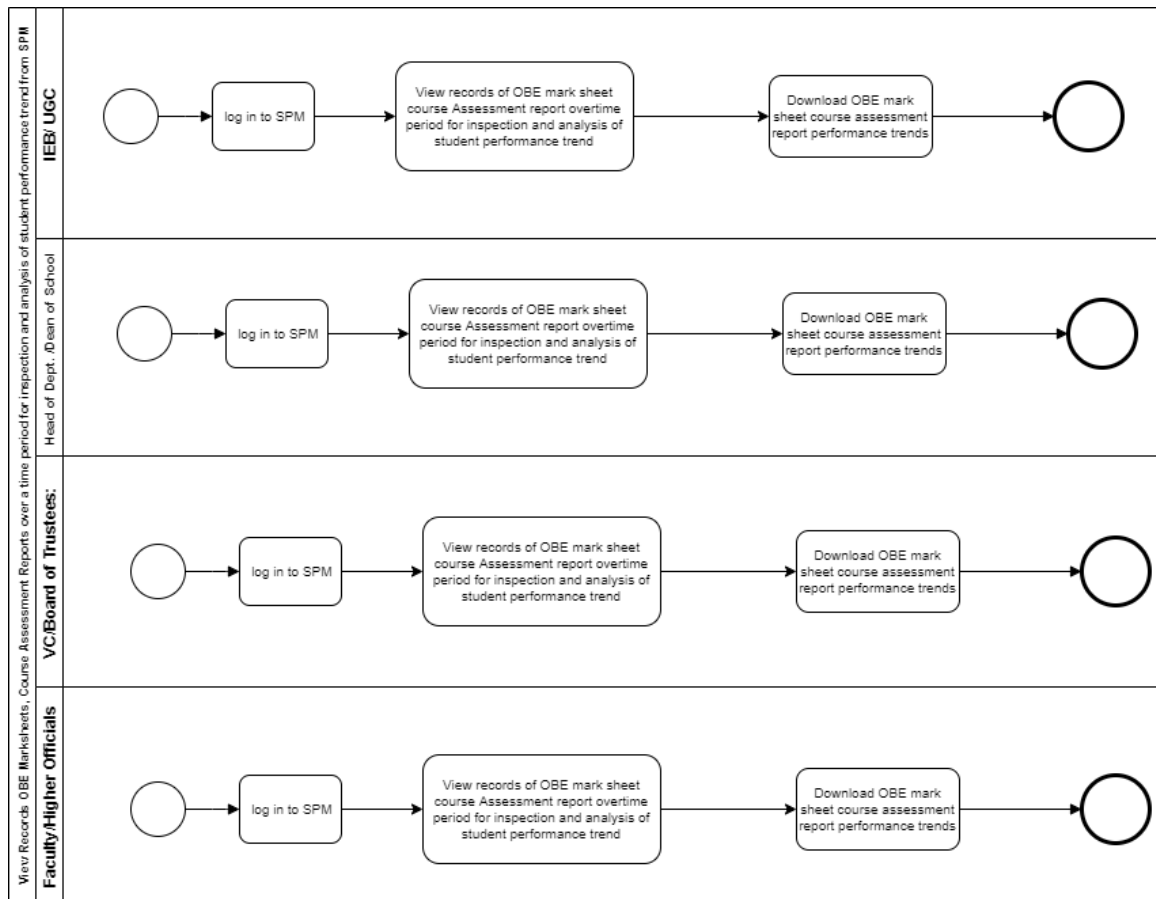 View Records OBE Marksheets, Course Assessment Reports over a time period for inspection and analysis of student performance trend from SPM
IEB/ UGC
log in to SPM
View records of OBE mark sheet
course Assessment report overtime
period for inspection and analysis of
student performance trend
Download OBE mark
sheet course assessment
report performance trends
Head of Dept. /Dean of School
log in to SPM
View records of OBE mark sheet
course Assessment report overtime
period for inspection and analysis of
student performance trend
Download OBE mark
sheet course assessment
report performance trends
VC/Board of Trustees:
log in to SPM
View records of OBE mark sheet
course Assessment report overtime
period for inspection and analysis of
student performance trend
Download OBE mark
sheet course assessment
report performance trends
Faculty/Higher Officials
log in to SPM
View records of OBE mark sheet
course Assessment report overtime
period for inspection and analysis of
student performance trend
Download OBE mark
sheet course assessment
report performance trends